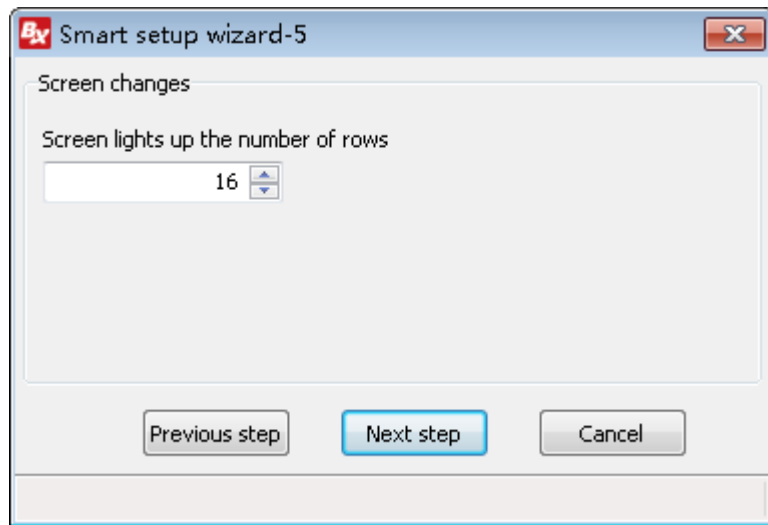 BX Smart setup wizard-5
Screen changes
Screen lights up the number of rows
16
Previous step Next step Cancel